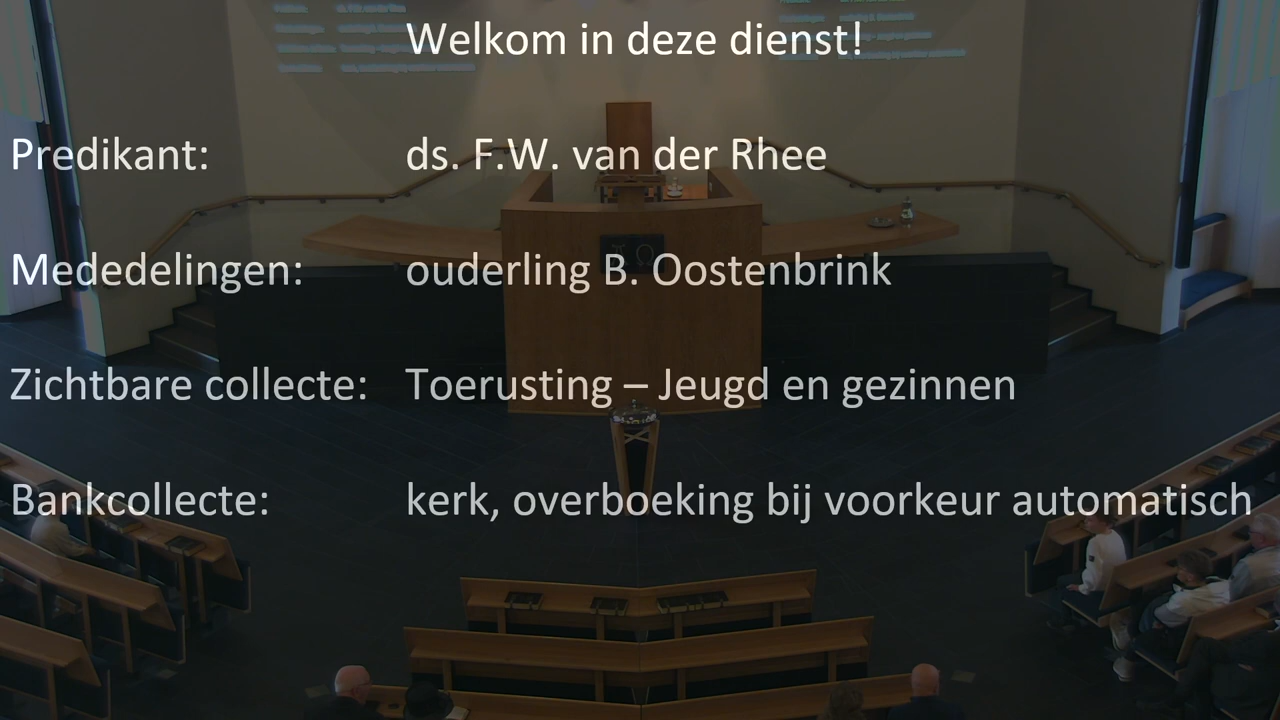 Welkom in deze dienst!
Predikant: ds. F.W. van der Rhee
Mededelingen: ouderling B. Oostenbrink
Zichtbare collecte: Toerusting – Jeugd en gezinnen
Bankcollecte: kerk, overboeking bij voorkeur automatisch